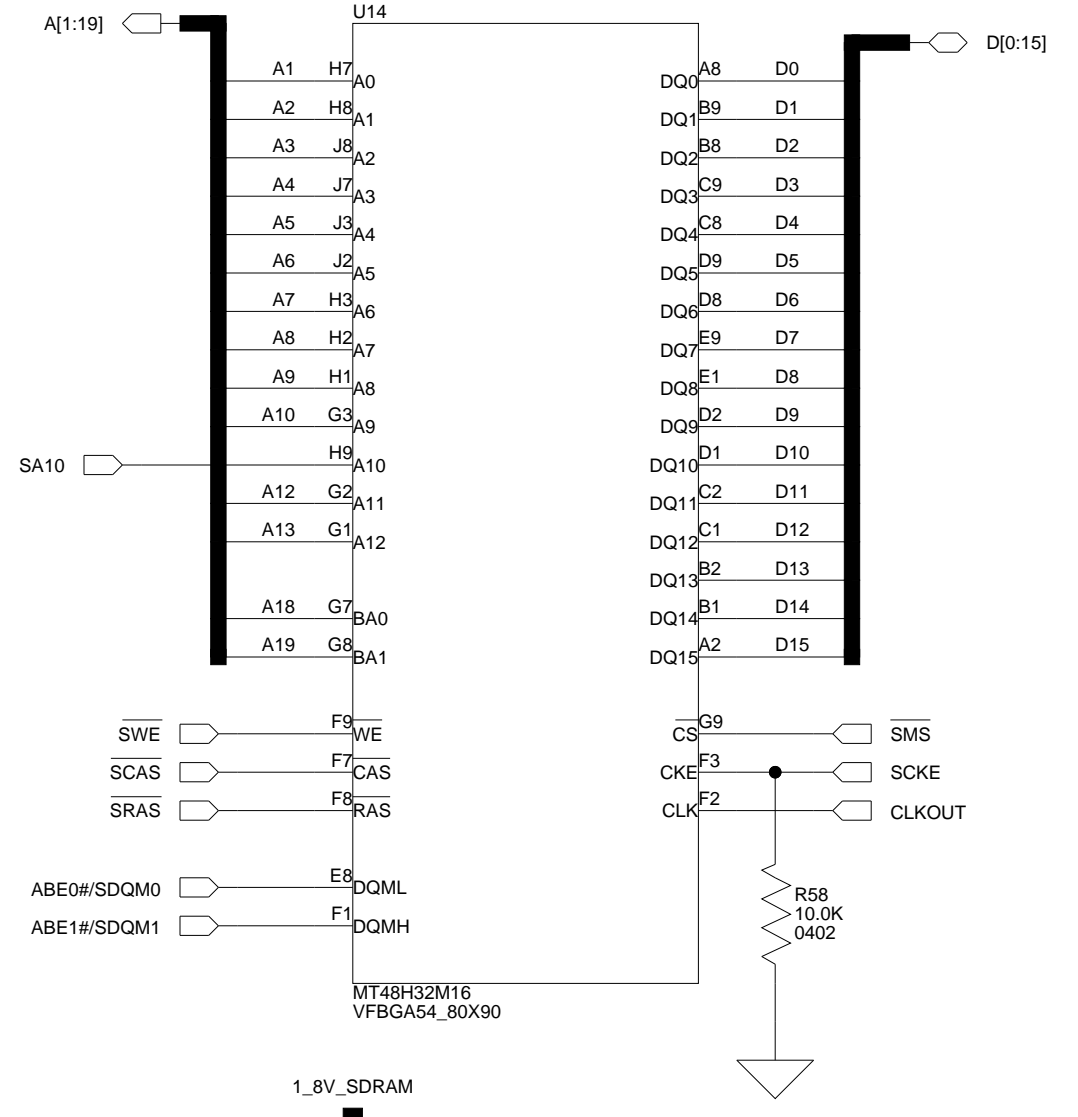 U14
A[1:19]
D[0:15]
A1 H7 A0 DQ0 A8 D0
A2 H8 A1 DQ1 B9 D1
A3 J8 A2 DQ2 B8 D2
A4 J7 A3 DQ3 C9 D3
A5 J3 A4 DQ4 C8 D4
A6 J2 A5 DQ5 D9 D5
A7 H3 A6 DQ6 D8 D6
A8 H2 A7 DQ7 E9 D7
A9 H1 A8 DQ8 E1 D8
A10 G3 A9 DQ9 D2 D9
SA10 H9 A10 DQ10 D1 D10
A12 G2 A11 DQ11 C2 D11
A13 G1 A12 DQ12 C1 D12
DQ13 B2 D13
A18 G7 BA0 DQ14 B1 D14
A19 G8 BA1 DQ15 A2 D15
SWE F9 WE CS G9 SMS
SCAS F7 CAS CKE F3 SCKE
SRAS F8 RAS CLK F2 CLKOUT
ABE0#/SDQM0 E8 DQML
ABE1#/SDQM1 F1 DQMH
R58
10.0K
0402
MT48H32M16
VFBGA54_80X90
1_8V_SDRAM